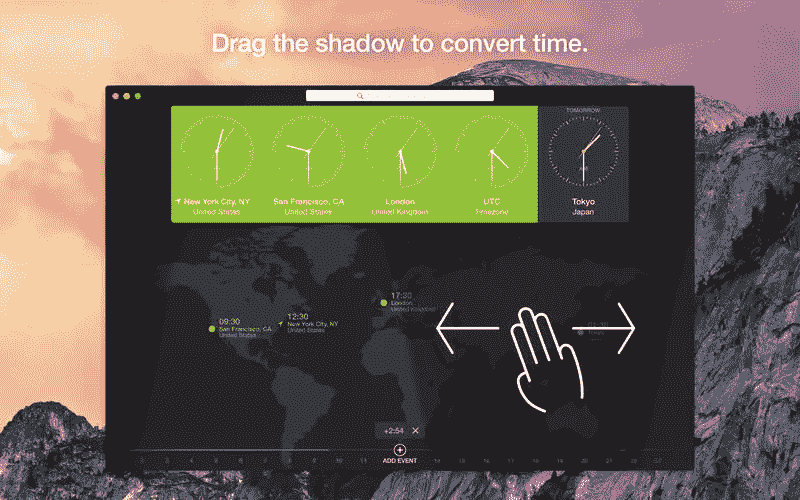 Drag the shadow to convert time.
TOMORROW
New York City, NY
United States
San Francisco, CA
United States
London
United Kingdom
UTC
Timezone
Tokyo
Japan
17:30
London
United Kingdom
09:30
San Francisco, CA
United States
12:30
New York City, NY
United States
+2:54
ADD EVENT